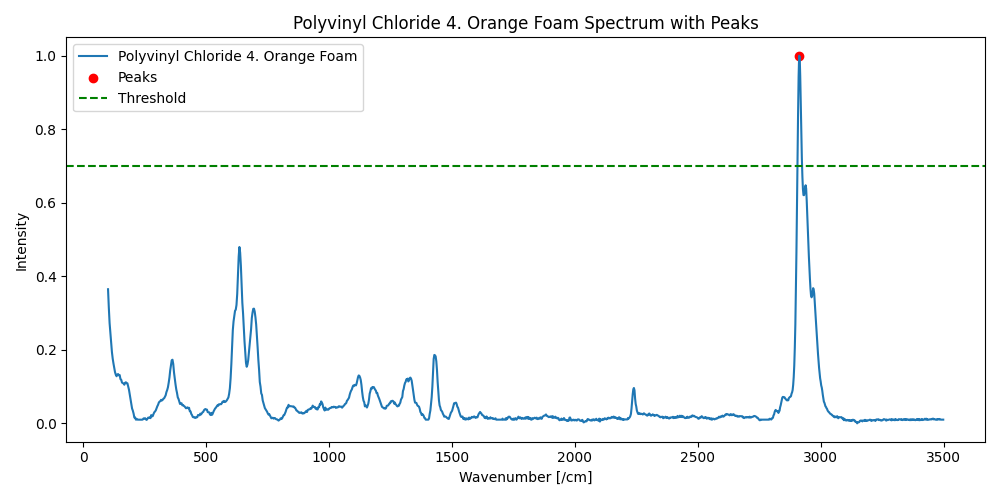 Polyvinyl Chloride 4. Orange Foam Spectrum with Peaks
Polyvinyl Chloride 4. Orange Foam
Peaks
Threshold
1.0
0.8
0.6
0.4
0.2
0.0
Intensity
0 500 1000 1500 2000 2500 3000 3500
Wavenumber [/cm]